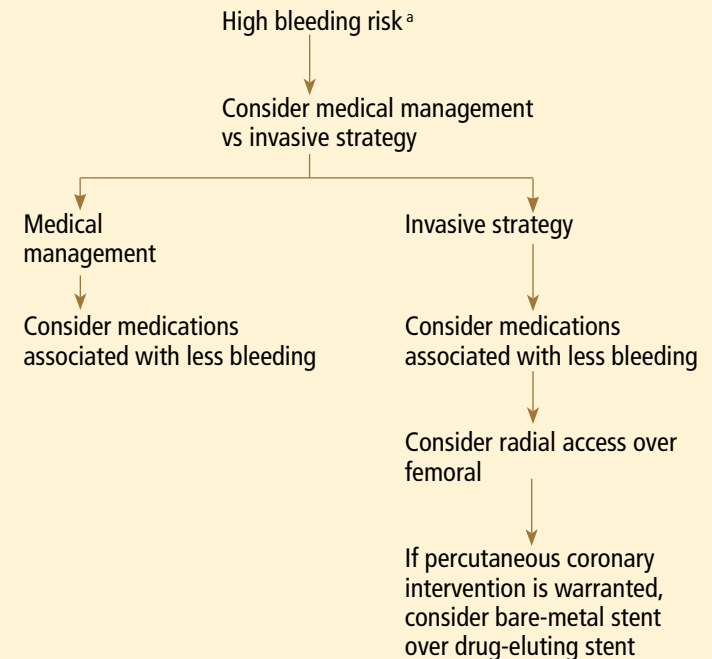 High bleeding risk a
Consider medical management
vs invasive strategy
Medical
management
Consider medications
associated with less bleeding
Invasive strategy
Consider medications
associated with less bleeding
Consider radial access over
femoral
If percutaneous coronary
intervention is warranted,
consider bare-metal stent
over drug-eluting stent